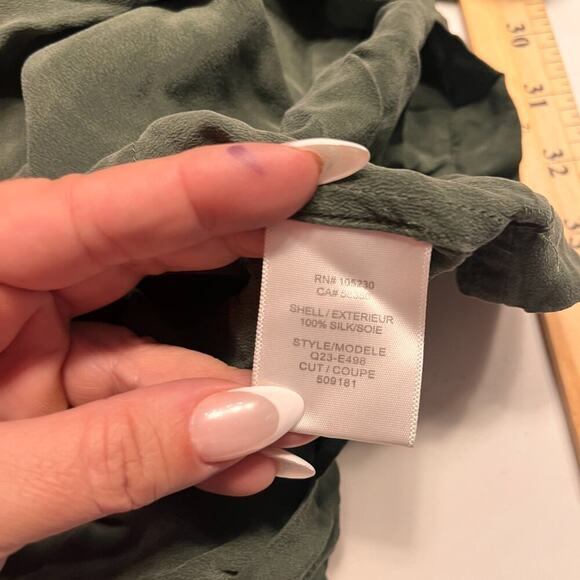 RN# 105230
CA#
SHELL/EXTERIEUR
100% SILK/SOIE
STYLE/MODELE
Q23-E498
CUT/COUPE
509181
30
31
32